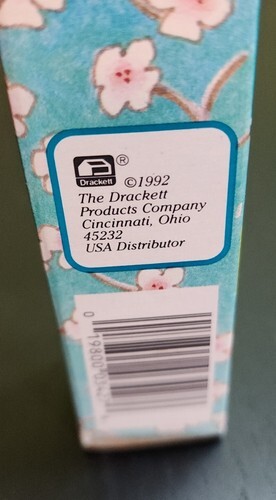 Drackett ® ©1992
The Drackett
Products Company
Cincinnati, Ohio
45232
USA Distributor